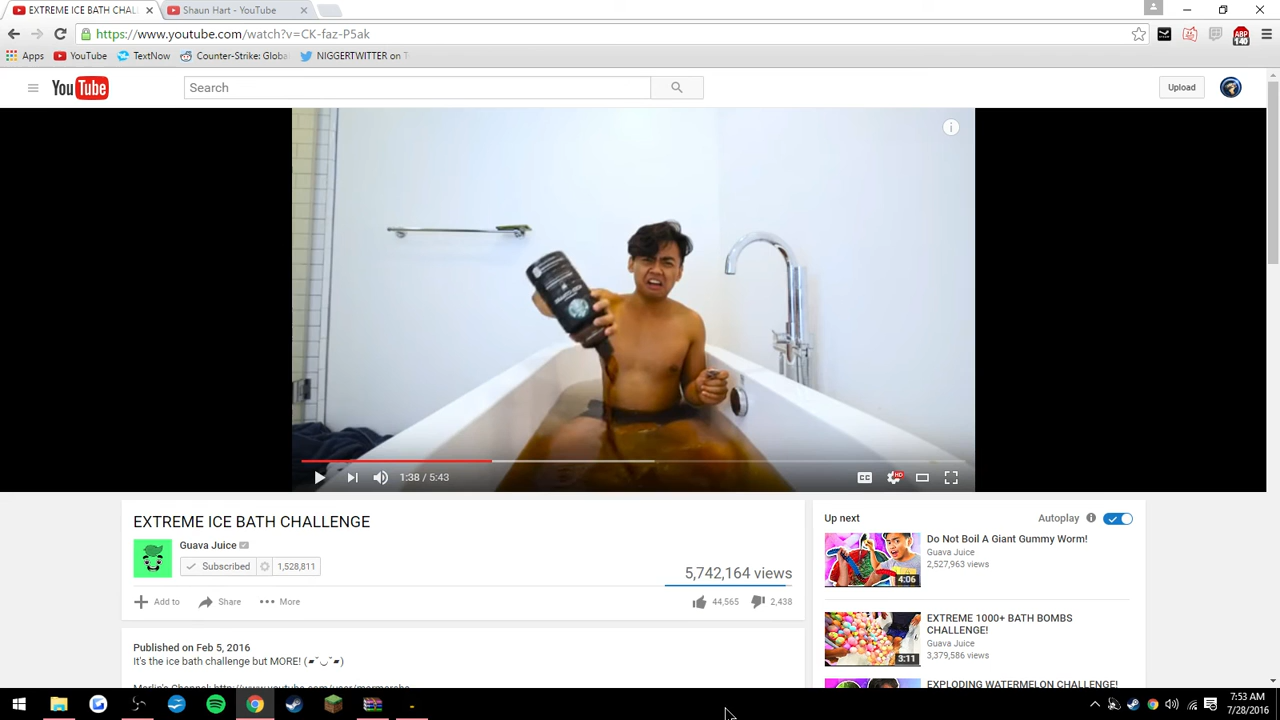 EXTREME ICE BATH CHAL
Shaun Hart - YouTube
https://www.youtube.com/watch?v=CK-faz-P5ak
ABP
140
Apps
YouTube
TextNow
Counter-Strike: Globa
NIGGERTWITTER on T
YouTube
Search
Upload
i
1:38 / 5:43
CC
HD
EXTREME ICE BATH CHALLENGE
Guava Juice
Subscribed
1,528,811
5,742,164 views
Add to
Share
More
44,565
2,438
Published on Feb 5, 2016
It's the ice bath challenge but MORE! (▰˘◡˘▰)
Up next
Autoplay
Do Not Boil A Giant Gummy Worm!
Guava Juice
2,527,963 views
4:06
EXTREME 1000+ BATH BOMBS
CHALLENGE!
Guava Juice
3,379,586 views
3:11
EXPLODING WATERMELON CHALLENGE!
7:53 AM
7/28/2016